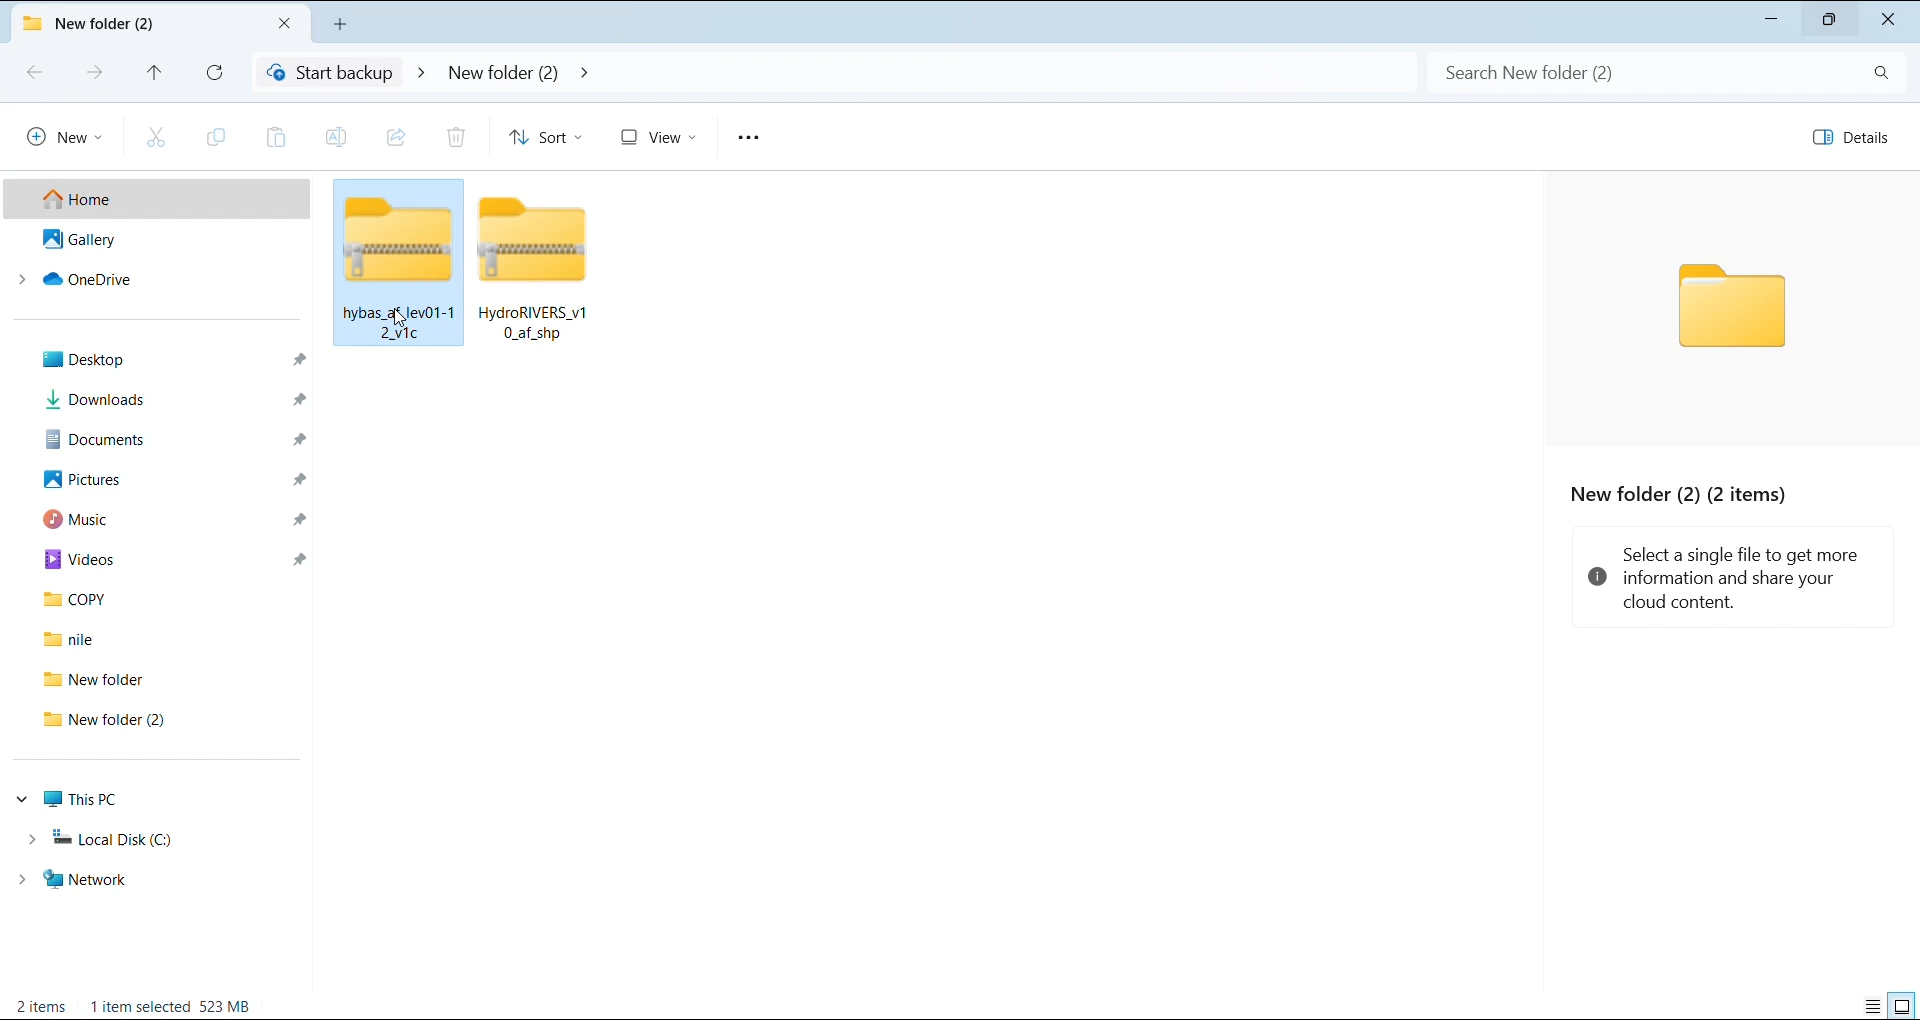 New folder (2)
Start backup
New folder (2)
Search New folder (2)
New
Sort
View
Details
Home
Gallery
OneDrive
Desktop
Downloads
Documents
Pictures
Music
Videos
COPY
nile
New folder
New folder (2)
This PC
Local Disk (C:)
Network
hybas_af_lev01-1
2_v1c
HydroRIVERS_v1
0_af_shp
New folder (2) (2 items)
Select a single file to get more
information and share your
cloud content.
2 items
1 item selected 523 MB